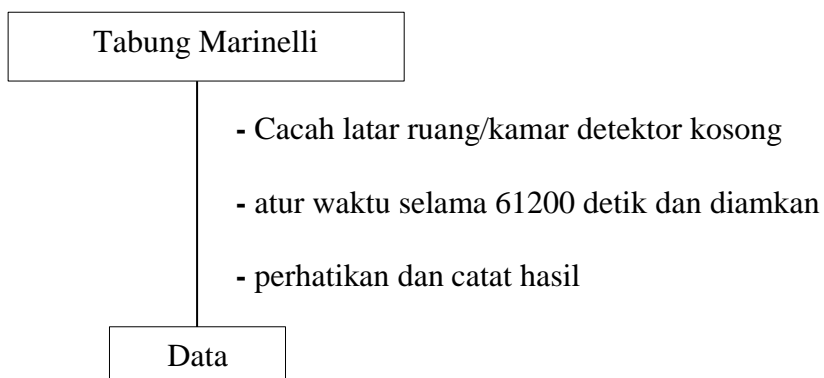 Tabung Marinelli
- Cacah latar ruang/kamar detektor kosong
- atur waktu selama 61200 detik dan diamkan
- perhatikan dan catat hasil
Data